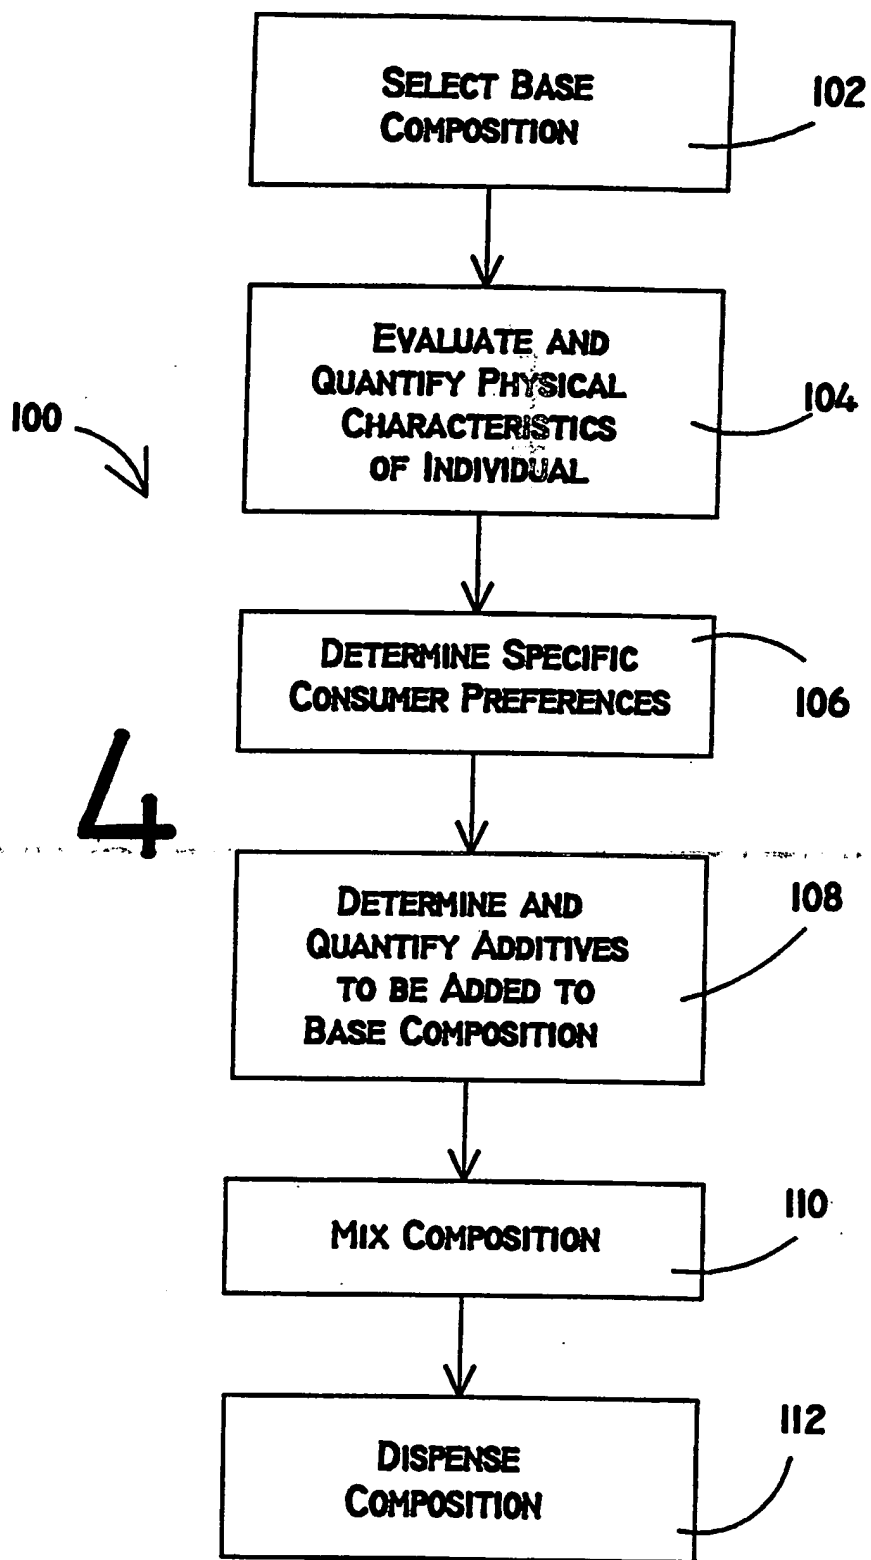 SELECT BASE
COMPOSITION
102
EVALUATE AND
QUANTIFY PHYSICAL
CHARACTERISTICS
OF INDIVIDUAL
104
100
DETERMINE SPECIFIC
CONSUMER PREFERENCES
106
4
DETERMINE AND
QUANTIFY ADDITIVES
TO BE ADDED TO
BASE COMPOSITION
108
MIX COMPOSITION
110
DISPENSE
COMPOSITION
112